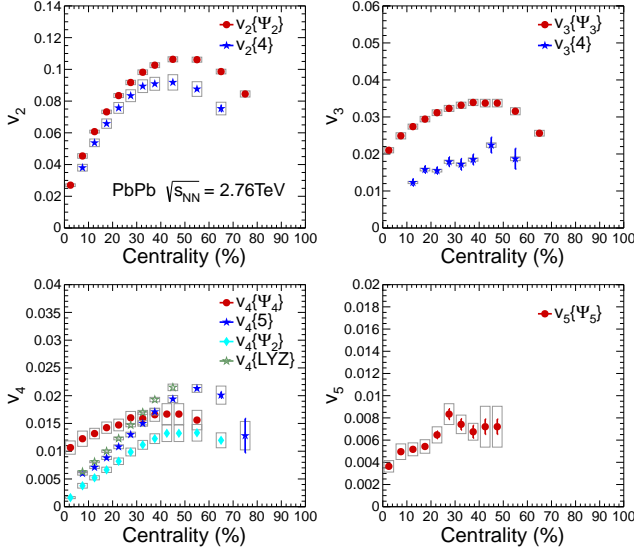 0.14
0.12
0.1
0.08
0.06
0.04
0.02
0
v₂
v₂{Ψ₂}
v₂{4}
PbPb √s_NN = 2.76TeV
0 10 20 30 40 50 60 70 80 90 100
Centrality (%)
0.06
0.05
0.04
0.03
0.02
0.01
0
v₃
v₃{Ψ₃}
v₃{4}
0 10 20 30 40 50 60 70 80 90 100
Centrality (%)
0.04
0.035
0.03
0.025
0.02
0.015
0.01
0.005
0
v₄
v₄{Ψ₄}
v₄{5}
v₄{Ψ₂}
v₄{LYZ}
0 10 20 30 40 50 60 70 80 90 100
Centrality (%)
0.02
0.018
0.016
0.014
0.012
0.01
0.008
0.006
0.004
0.002
0
v₅
v₅{Ψ₅}
0 10 20 30 40 50 60 70 80 90 100
Centrality (%)